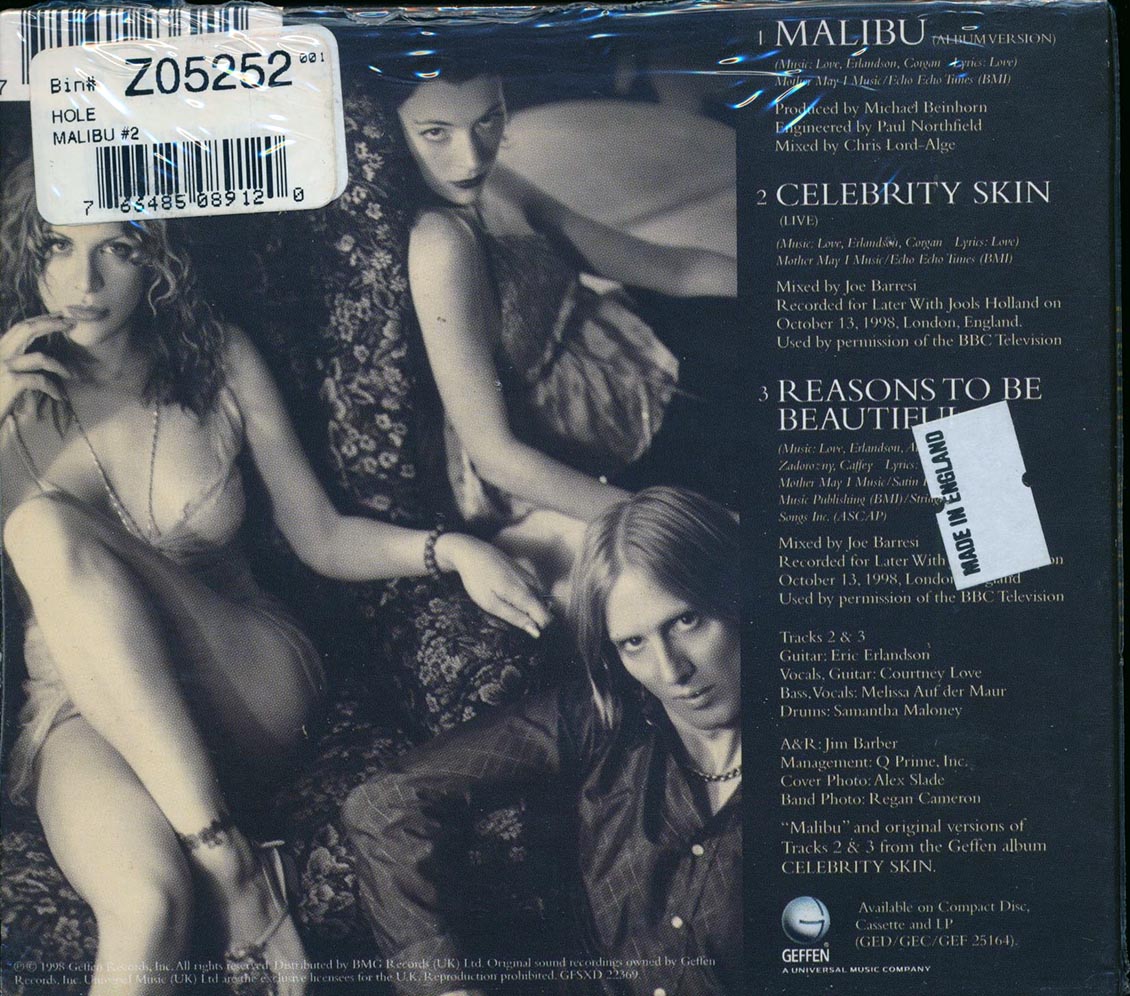 7
Bin# Z05252 001
HOLE
MALIBU #2
7 63485 08912 0
1 MALIBU (ALBUM VERSION)
(Music: Love, Erlandson, Corgan Lyrics: Love)
Mother May I Music/Echo Echo Tunes (BMI)
Produced by Michael Beinhorn
Engineered by Paul Northfield
Mixed by Chris Lord-Alge
2 CELEBRITY SKIN
(LIVE)
(Music: Love, Erlandson, Corgan Lyrics: Love)
Mother May I Music/Echo Echo Tunes (BMI)
Mixed by Joe Barresi
Recorded for Later With Jools Holland on
October 13, 1998, London, England.
Used by permission of the BBC Television
3 REASONS TO BE
BEAUTIFUL
(Music: Love, Erlandson,
Zadorozny, Caffey Lyrics:
Mother May I Music/Satin
Music Publishing (BMI)/
Songs Inc. (ASCAP)
MADE IN ENGLAND
Mixed by Joe Barresi
Recorded for Later With on
October 13, 1998, London England
Used by permission of the BBC Television
Tracks 2 & 3
Guitar: Eric Erlandson
Vocals, Guitar: Courtney Love
Bass, Vocals: Melissa Auf der Maur
Drums: Samantha Maloney
A&R: Jim Barber
Management: Q Prime, Inc.
Cover Photo: Alex Slade
Band Photo: Regan Cameron
“Malibu” and original versions of
Tracks 2 & 3 from the Geffen album
CELEBRITY SKIN.
G
GEFFEN
A UNIVERSAL MUSIC COMPANY
Available on Compact Disc,
Cassette and LP
(GED/GEC/GEF 25164).
℗© 1998 Geffen Records, Inc. All rights reserved. Distributed by BMG Records (UK) Ltd. Original sound recordings owned by Geffen
Records, Inc. Universal Music (UK) Ltd are the exclusive licensees for the U.K. Reproduction prohibited. GFSXD 22369.